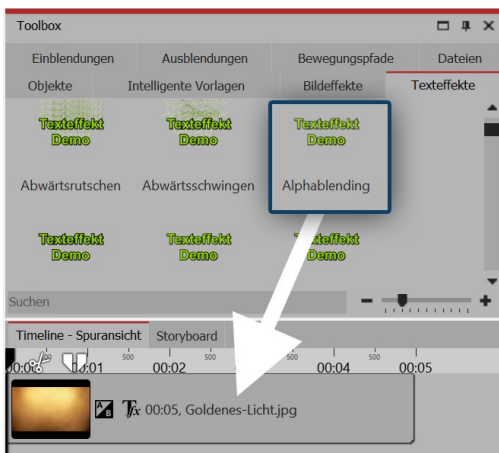 Toolbox
Einblendungen Ausblendungen Bewegungspfade Dateien
Objekte Intelligente Vorlagen Bildeffekte Texteffekte
Texteffekt Texteffekt Texteffekt
Demo Demo Demo
Abwärtsrutschen Abwärtsschwingen Alphablending
Texteffekt Texteffekt Texteffekt
Demo Demo Demo
Suchen
Timeline - Spuransicht Storyboard
500 500 500 500
00:01 00:02 00:04 00:05
A B Tfx 00:05, Goldenes-Licht.jpg